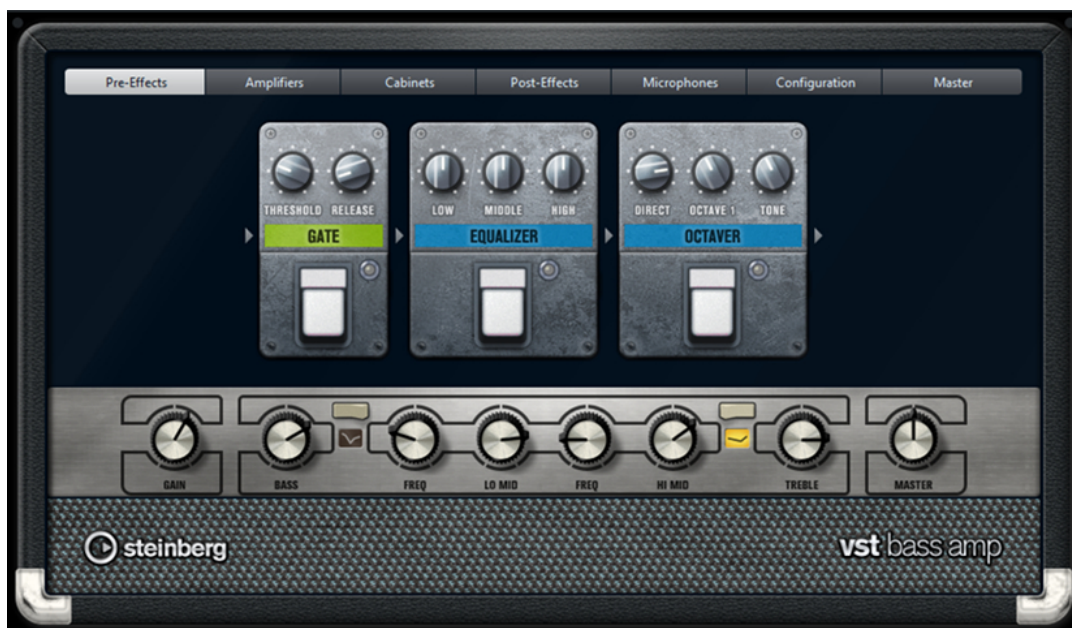 Pre-Effects Amplifiers Cabinets Post-Effects Microphones Configuration Master
THRESHOLD RELEASE LOW MIDDLE HIGH DIRECT OCTAVE 1 TONE
GATE EQUALIZER OCTAVER
GAIN BASS FREQ LO MID FREQ HI MID TREBLE MASTER
steinberg vst bass amp